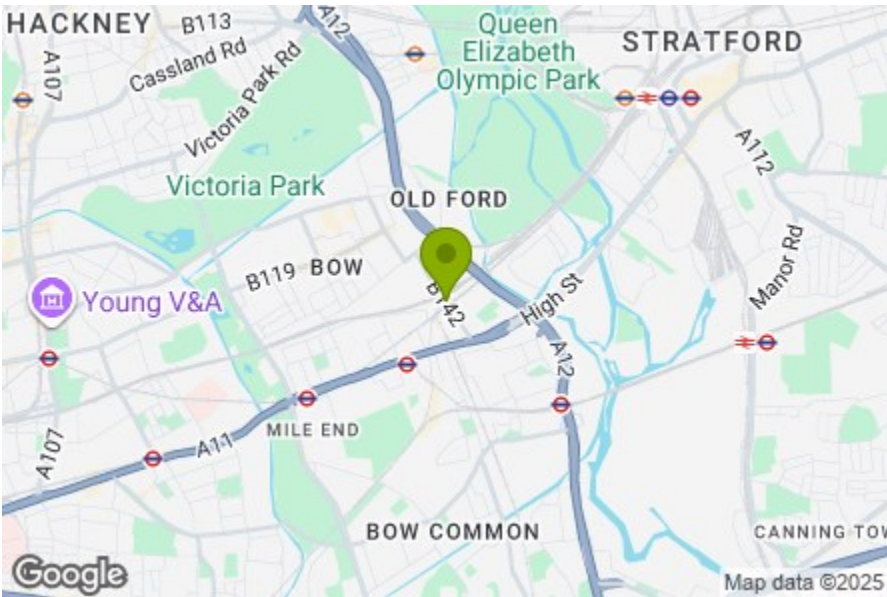 HACKNEY
B113
A12
Queen
Elizabeth
Olympic Park
STRATFORD
A107
Cassland Rd
Victoria Park Rd
A112
Victoria Park
OLD FORD
B119
BOW
Manor Rd
Young V&A
B142
High St
A12
A107
A11
MILE END
BOW COMMON
CANNING TOW
Google
Map data ©2025